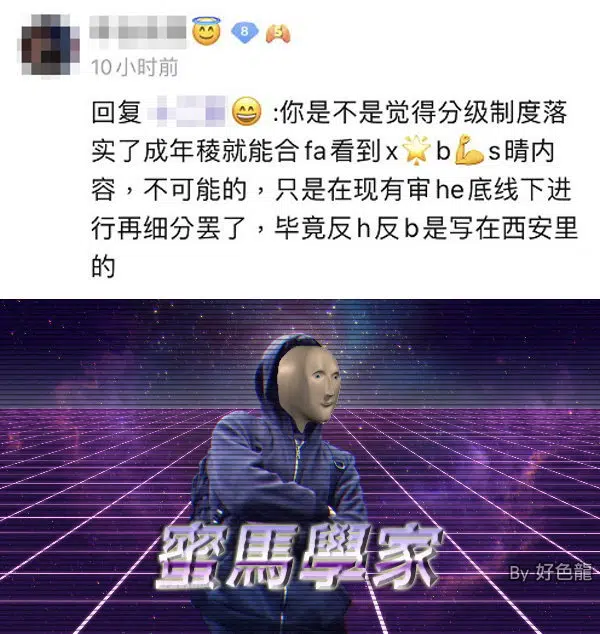 😇 8 5
10小时前
回复 😄 :你是不是觉得分级制度落
实了成年稜就能合fa看到x🌟b💪s晴内
容，不可能的，只是在现有审he底线下进
行再细分罢了，毕竟反h反b是写在西安里
的
蜜馬學家
By-好色龍